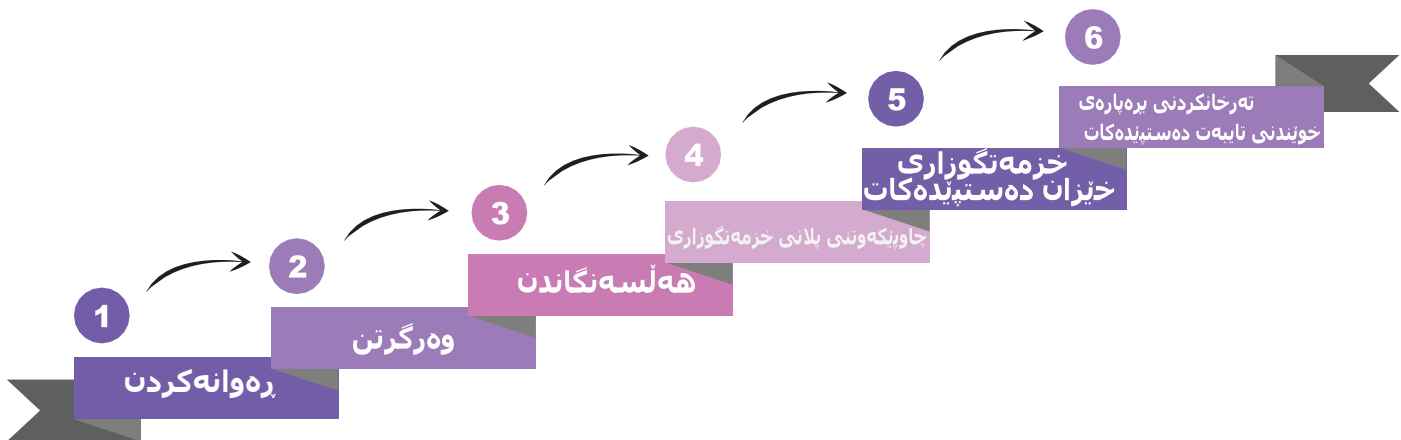 1
ڕەوانەکردن
2
وەرگرتن
3
هەڵسەنگاندن
4
چاوپێکەوتنی پلانی خزمەتگوزاری
5
خزمەتگوزاری
خێزان دەستپێدەکات
6
تەرخانکردنی بڕەپارەی
خوێندنی تایبەت دەستپێدەکات